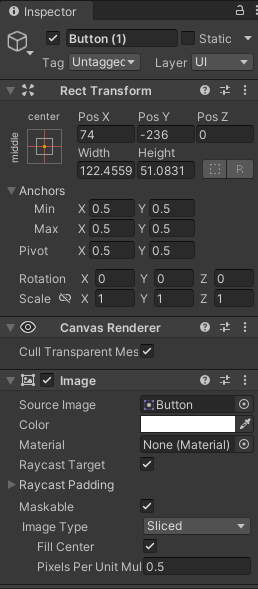 Inspector
Button (1)
Static
Tag Untagged Layer UI
Rect Transform
center
middle
Pos X Pos Y Pos Z
74 -236 0
Width Height
122.4559 51.0831
R
Anchors
Min X 0.5 Y 0.5
Max X 0.5 Y 0.5
Pivot X 0.5 Y 0.5
Rotation X 0 Y 0 Z 0
Scale X 1 Y 1 Z 1
Canvas Renderer
Cull Transparent Mes
Image
Source Image Button
Color
Material None (Material)
Raycast Target
Raycast Padding
Maskable
Image Type Sliced
Fill Center
Pixels Per Unit Mul 0.5